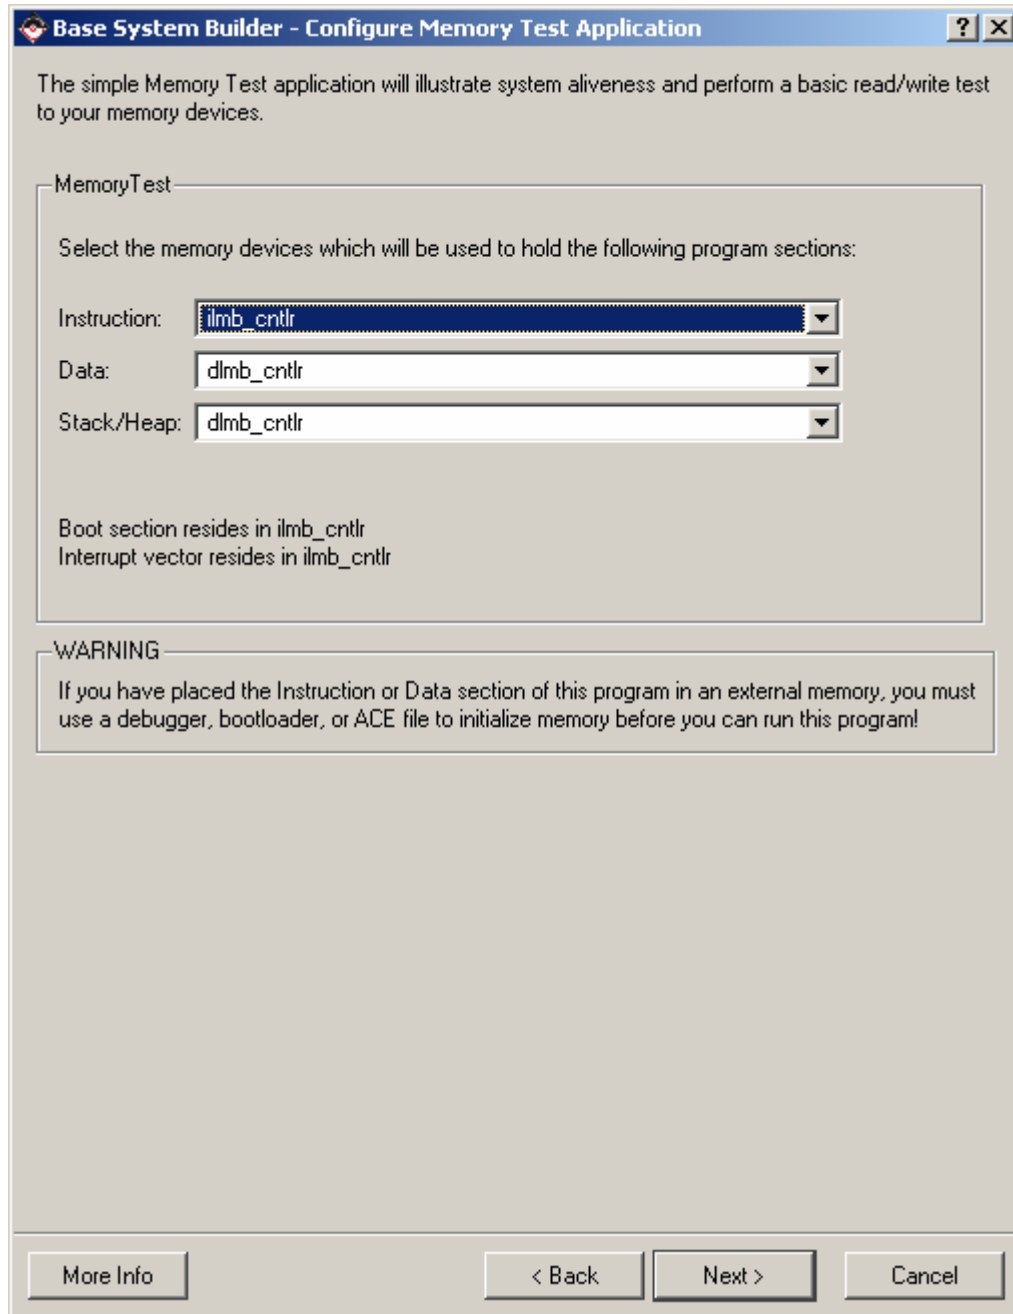 Base System Builder - Configure Memory Test Application
The simple Memory Test application will illustrate system aliveness and perform a basic read/write test
to your memory devices.
MemoryTest
Select the memory devices which will be used to hold the following program sections:
Instruction: ilmb_cntlr
Data: dlmb_cntlr
Stack/Heap: dlmb_cntlr
Boot section resides in ilmb_cntlr
Interrupt vector resides in ilmb_cntlr
WARNING
If you have placed the Instruction or Data section of this program in an external memory, you must
use a debugger, bootloader, or ACE file to initialize memory before you can run this program!
More Info < Back Next > Cancel